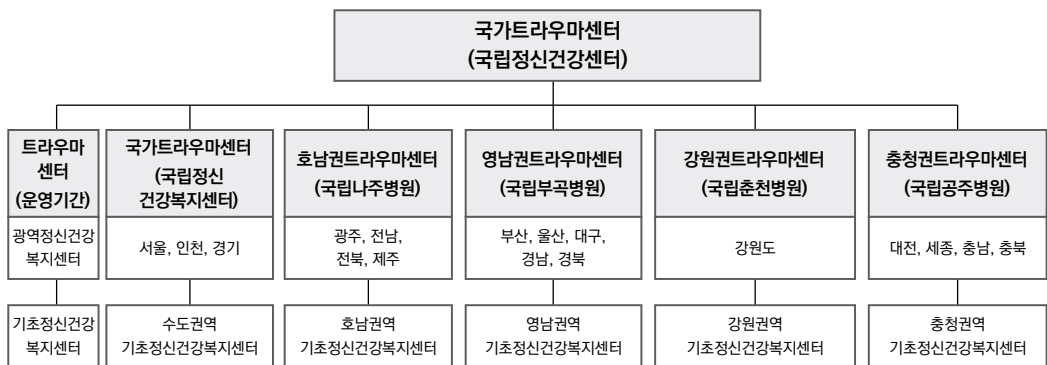 국가트라우마센터
(국립정신건강센터)
트라우마
센터
(운영기간)
국가트라우마센터
(국립정신
건강복지센터)
호남권트라우마센터
(국립나주병원)
영남권트라우마센터
(국립부곡병원)
강원권트라우마센터
(국립춘천병원)
충청권트라우마센터
(국립공주병원)
광역정신건강
복지센터
서울, 인천, 경기
광주, 전남,
전북, 제주
부산, 울산, 대구,
경남, 경북
강원도
대전, 세종, 충남, 충북
기초정신건강
복지센터
수도권역
기초정신건강복지센터
호남권역
기초정신건강복지센터
영남권역
기초정신건강복지센터
강원권역
기초정신건강복지센터
충청권역
기초정신건강복지센터